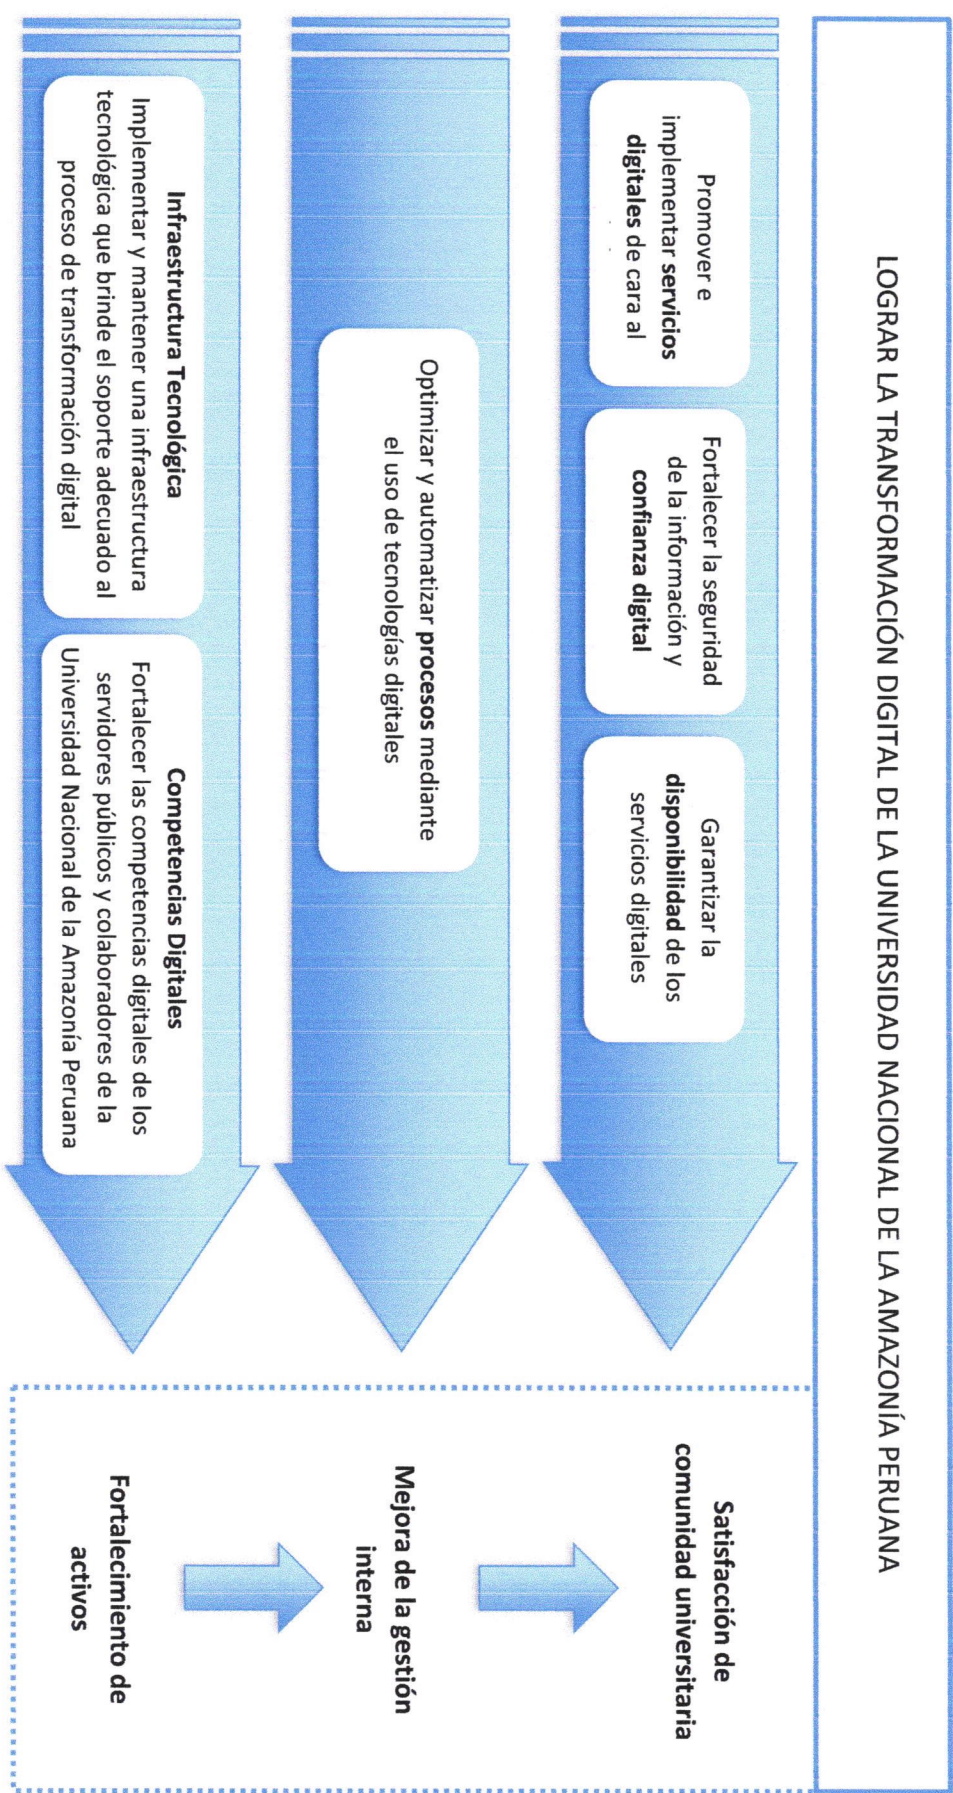 LOGRAR LA TRANSFORMACIÓN DIGITAL DE LA UNIVERSIDAD NACIONAL DE LA AMAZONÍA PERUANA
Promover e
implementar servicios
digitales de cara al
Fortalecer la seguridad
de la información y
confianza digital
Garantizar la
disponibilidad de los
servicios digitales
Satisfacción de
comunidad universitaria
Optimizar y automatizar procesos mediante
el uso de tecnologías digitales
Mejora de la gestión
interna
Infraestructura Tecnológica
Implementar y mantener una infraestructura
tecnológica que brinde el soporte adecuado al
proceso de transformación digital
Competencias Digitales
Fortalecer las competencias digitales de los
servidores públicos y colaboradores de la
Universidad Nacional de la Amazonía Peruana
Fortalecimiento de
activos